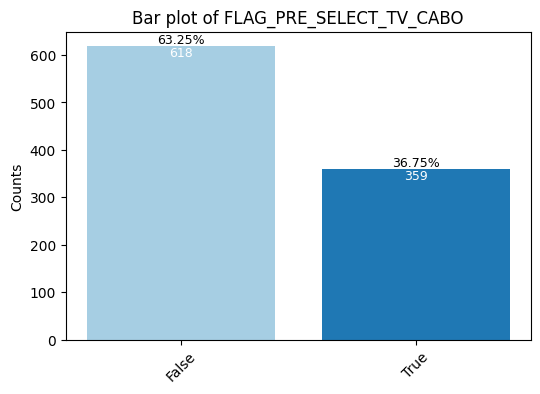 Bar plot of FLAG_PRE_SELECT_TV_CABO
Counts
600
500
400
300
200
100
0
63.25%
618
36.75%
359
False
True